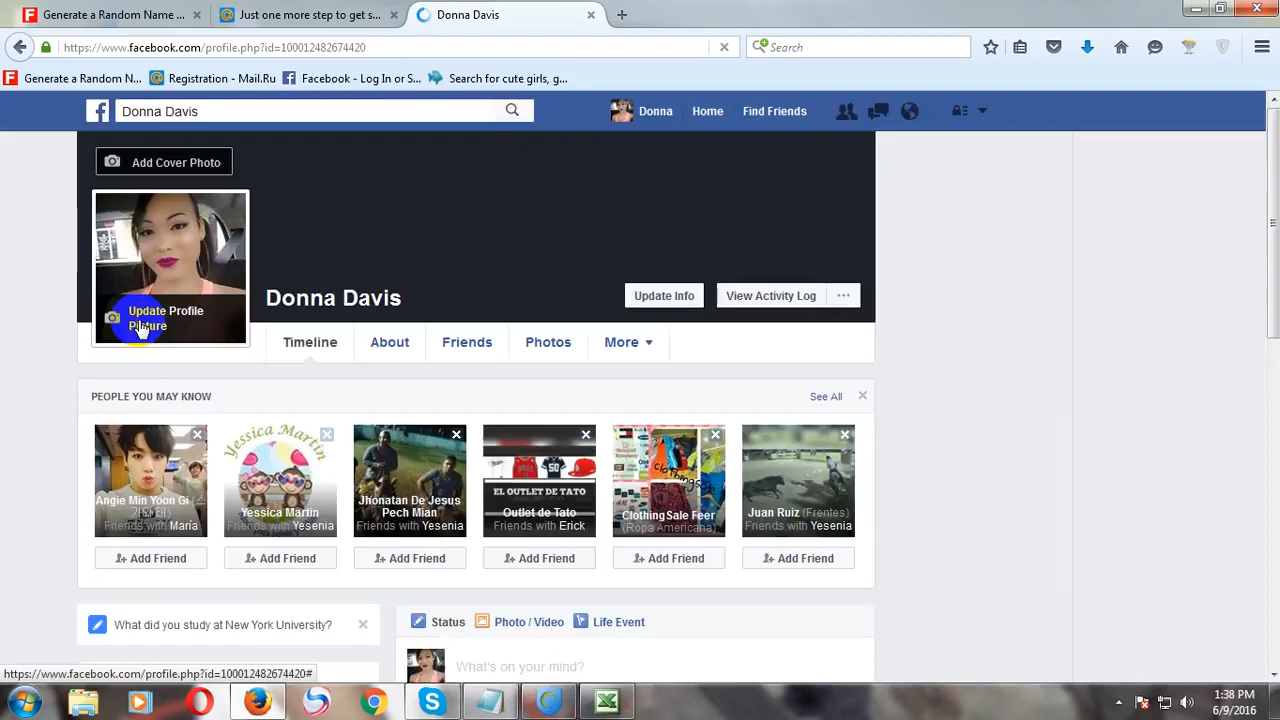 Generate a Random Name ...
Just one more step to get s...
Donna Davis
https://www.facebook.com/profile.php?id=100012482674420
Search
Generate a Random N...
Registration - Mail.Ru
Facebook - Log In or S...
Search for cute girls, g...
Donna Davis
Donna
Home
Find Friends
Add Cover Photo
Update Profile
Picture
Donna Davis
Update Info
View Activity Log
Timeline
About
Friends
Photos
More
PEOPLE YOU MAY KNOW
See All
Angie Min Yoon Gi
Friends with Maria
Add Friend
Yessica Martin
Yessica Martin
Friends with Yesenia
Add Friend
Jhonatan De Jesus
Pech Mian
Friends with Yesenia
Add Friend
EL OUTLET DE TATO
Outlet de Tato
Friends with Erick
Add Friend
ClothingSale Feer
(Ropa Americana)
Add Friend
Juan Ruiz (Frentes)
Friends with Yesenia
Add Friend
What did you study at New York University?
Status
Photo / Video
Life Event
What's on your mind?
https://www.facebook.com/profile.php?id=100012482674420#
1:38 PM
6/9/2016